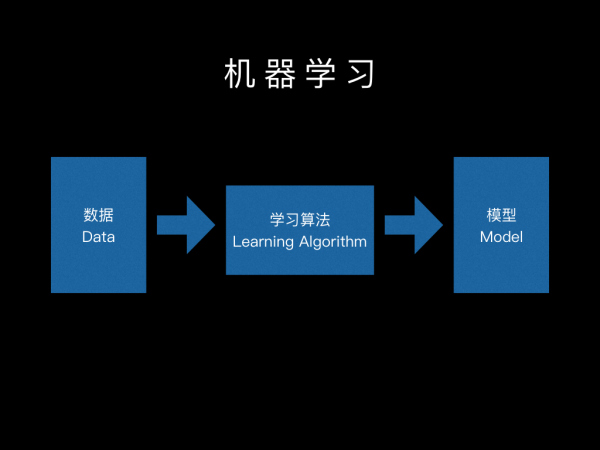 机器学习
数据
Data
学习算法
Learning Algorithm
模型
Model